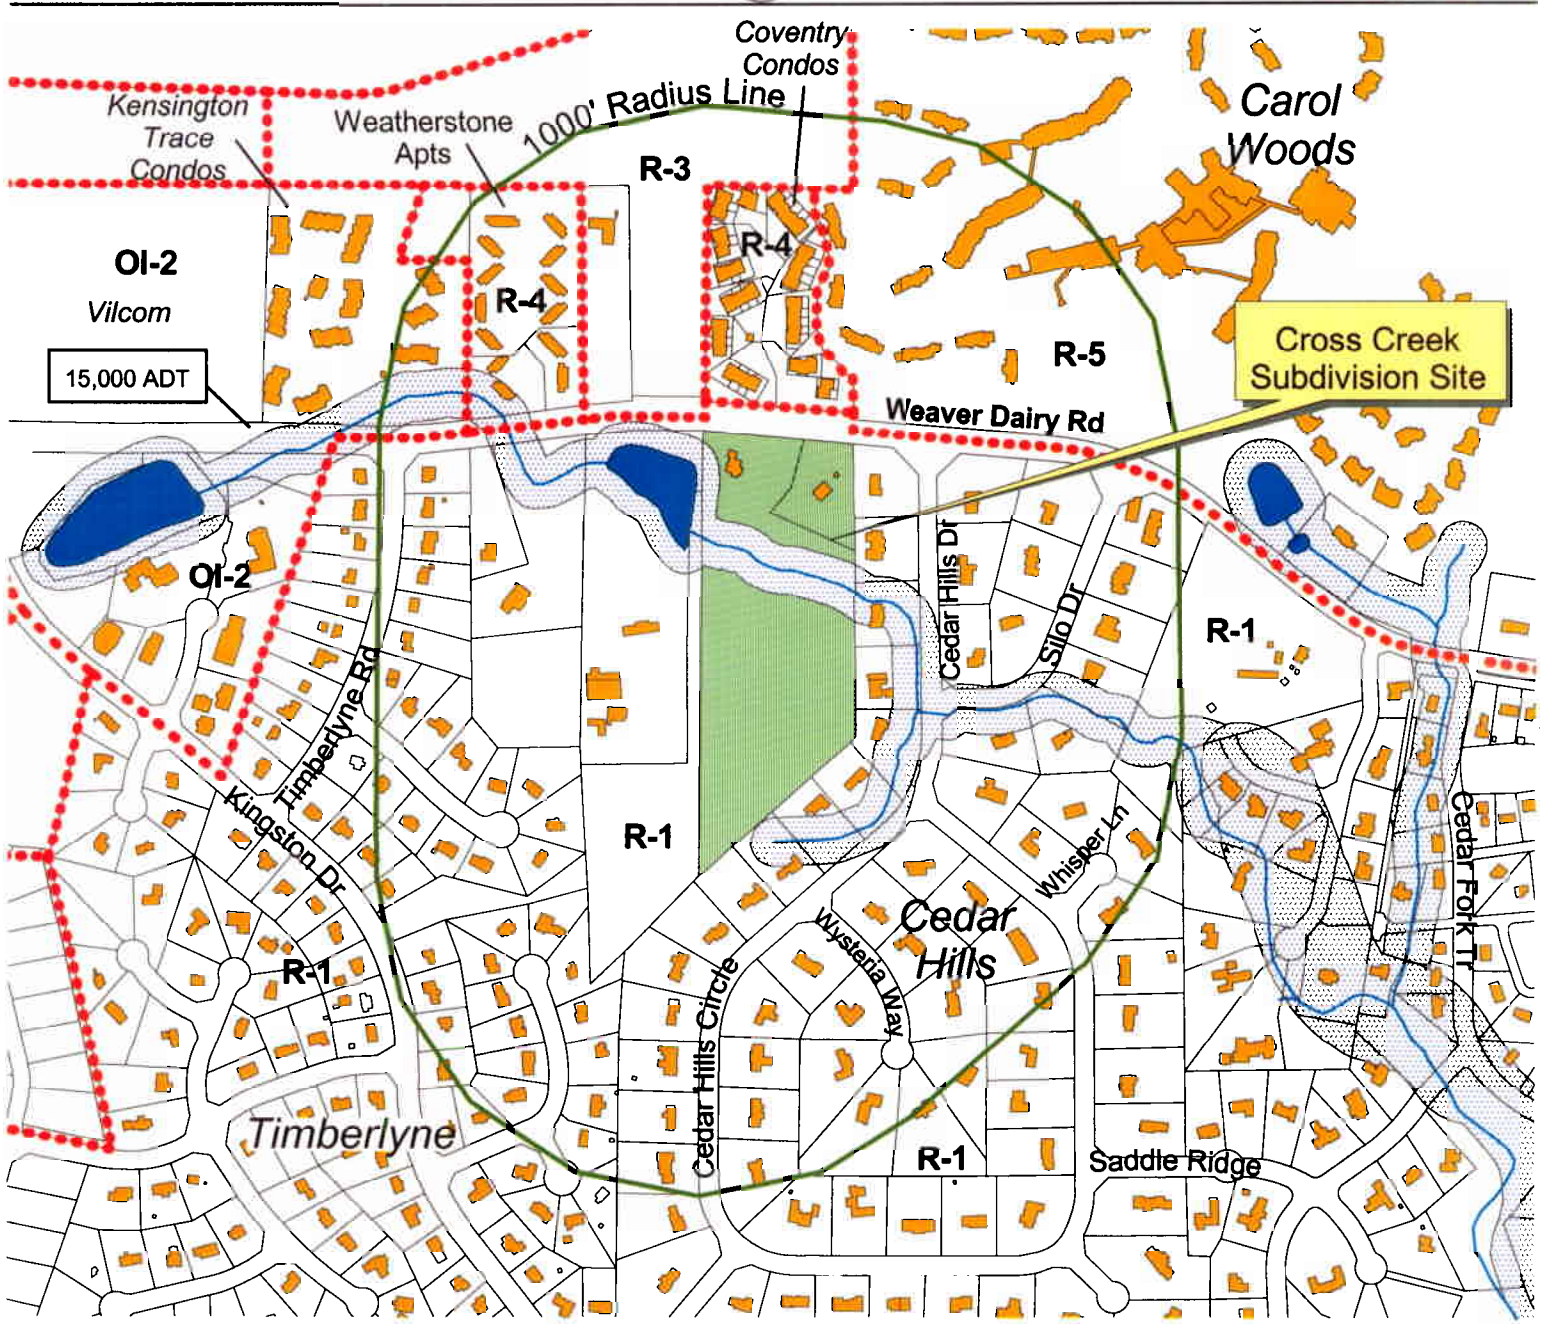 Coventry
Condos
Kensington
Trace
Condos
Weatherstone
Apts
1000' Radius Line
Carol
Woods
R-3
OI-2
Vilcom
R-4
R-4
R-5
15,000 ADT
Cross Creek
Subdivision Site
Weaver Dairy Rd
OI-2
Cedar Hills Dr
Silo Dr
R-1
Timberlyne Rd
Kingston Dr
R-1
Whisper Ln
Cedar Fork Tr
Wysteria Way
Cedar
Hills
R-1
Cedar Hills Circle
Timberlyne
R-1
Saddle Ridge